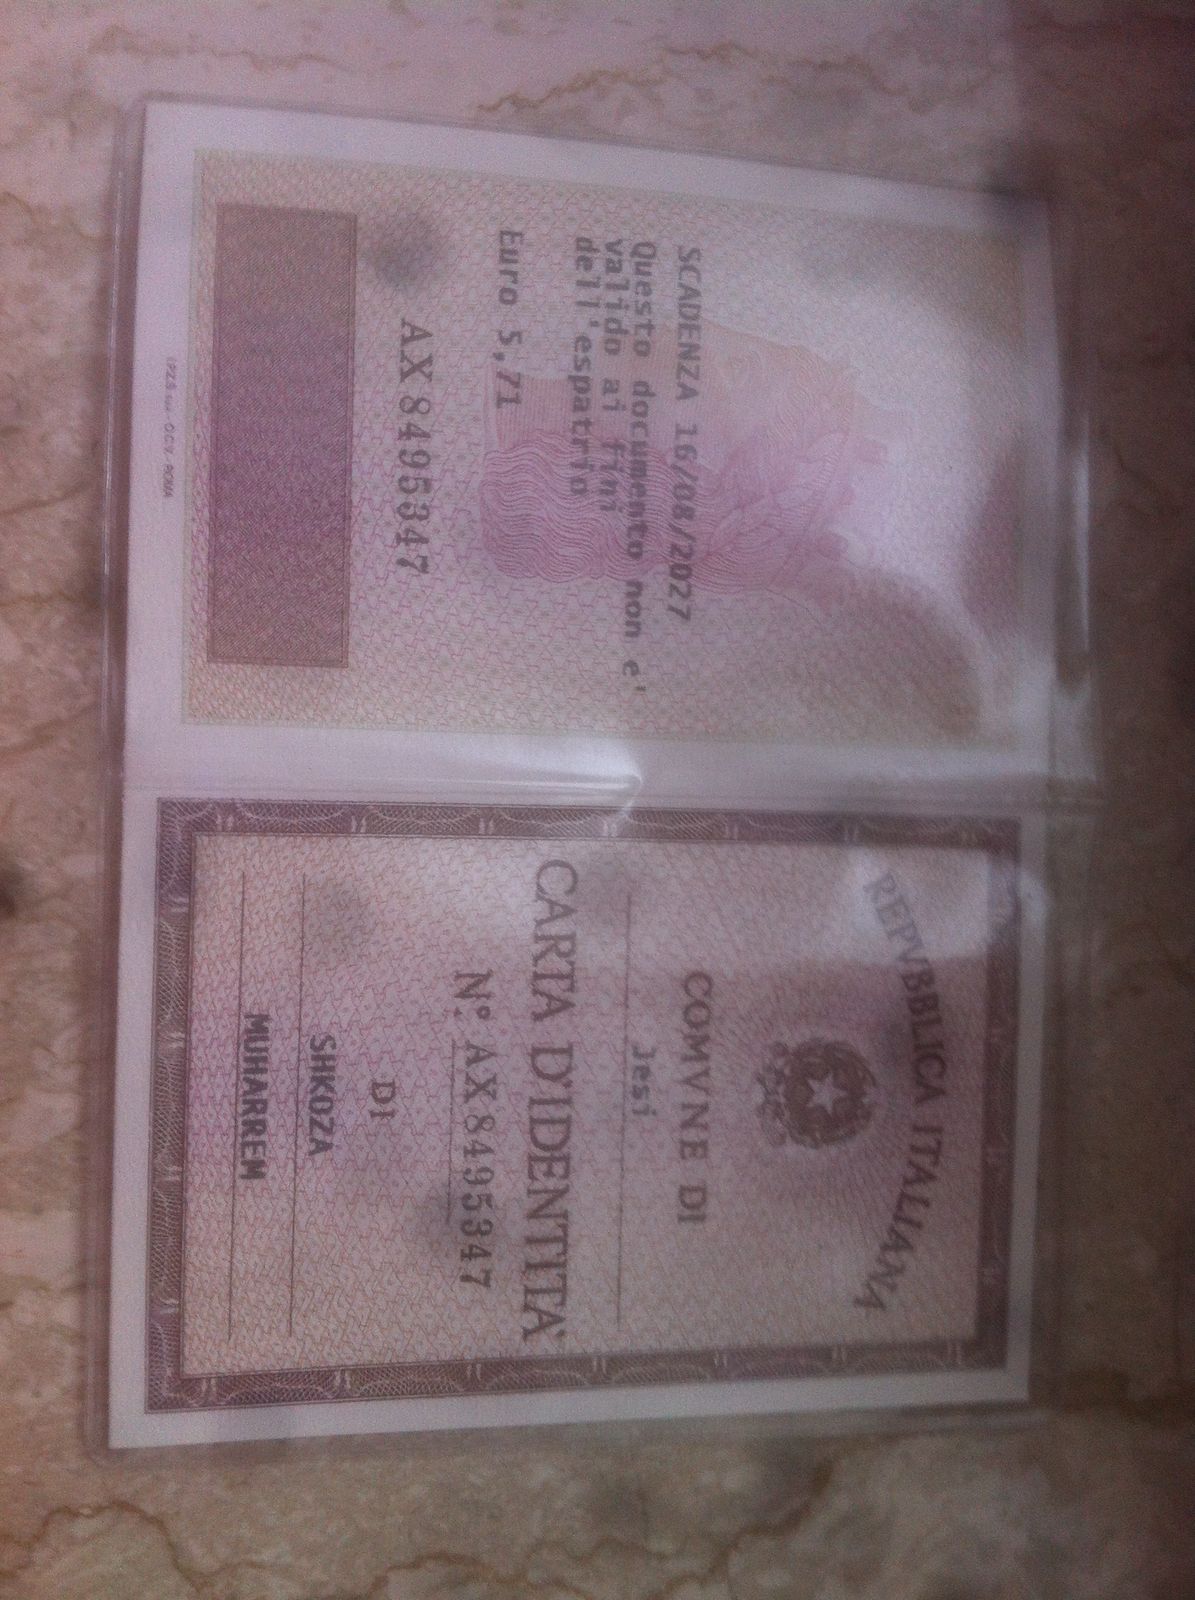 SCADENZA 16/08/2027
Questo documento non e'
valido ai fini
dell'espatrio
Euro 5,71
AX 8495347
ROMA
REPVBBLICA ITALIANA
COMVNE DI
Jesi
CARTA D'IDENTITA'
N° AX 8495347
DI
SHKOZA
MUHARREM